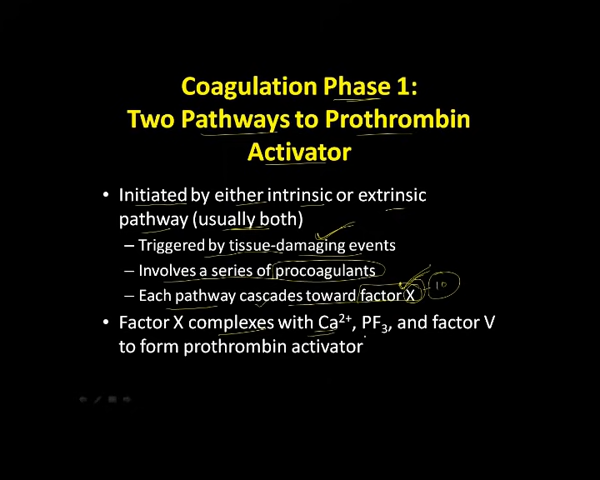 Coagulation Phase 1:
Two Pathways to Prothrombin
Activator
• Initiated by either intrinsic or extrinsic
pathway (usually both)
– Triggered by tissue-damaging events
– Involves a series of procoagulants
– Each pathway cascades toward factor X 10
• Factor X complexes with Ca²⁺, PF₃, and factor V
to form prothrombin activator